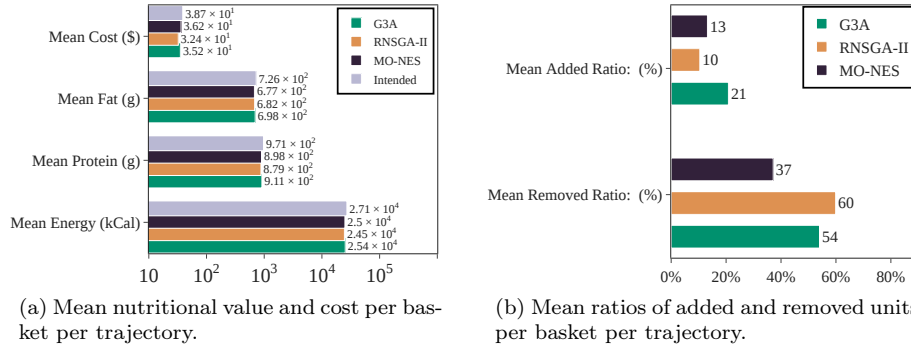 Mean Cost ($)
3.87 × 10¹
3.62 × 10¹
3.24 × 10¹
3.52 × 10¹
Mean Fat (g)
7.26 × 10²
6.77 × 10²
6.82 × 10²
6.98 × 10²
Mean Protein (g)
9.71 × 10²
8.98 × 10²
8.79 × 10²
9.11 × 10²
Mean Energy (kCal)
2.71 × 10⁴
2.5 × 10⁴
2.45 × 10⁴
2.54 × 10⁴
10 10² 10³ 10⁴ 10⁵
G3A
RNSGA-II
MO-NES
Intended
(a) Mean nutritional value and cost per bas-
ket per trajectory.
Mean Added Ratio: (%)
13
10
21
Mean Removed Ratio: (%)
37
60
54
0% 20% 40% 60% 80%
G3A
RNSGA-II
MO-NES
(b) Mean ratios of added and removed units
per basket per trajectory.